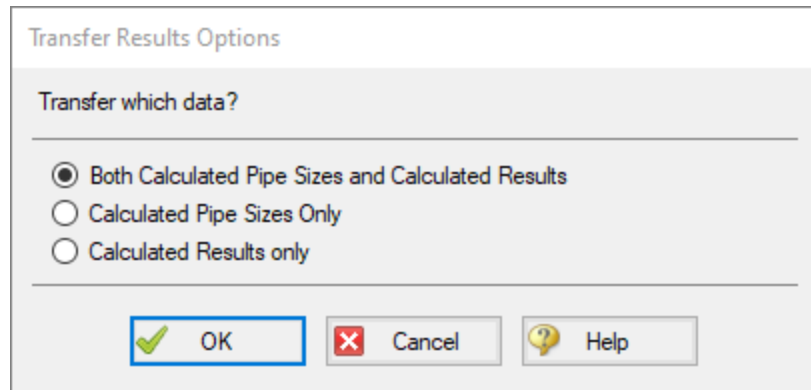 Transfer Results Options
Transfer which data?
Both Calculated Pipe Sizes and Calculated Results
Calculated Pipe Sizes Only
Calculated Results only
OK Cancel Help